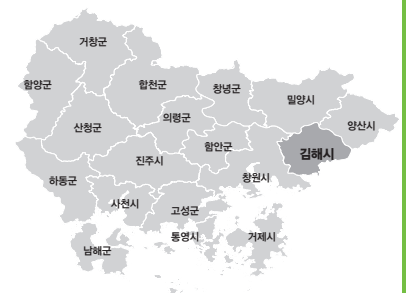 거창군
함양군
합천군
창녕군
밀양시
의령군
양산시
산청군
함안군
김해시
진주시
하동군
창원시
사천시
고성군
통영시
거제시
남해군